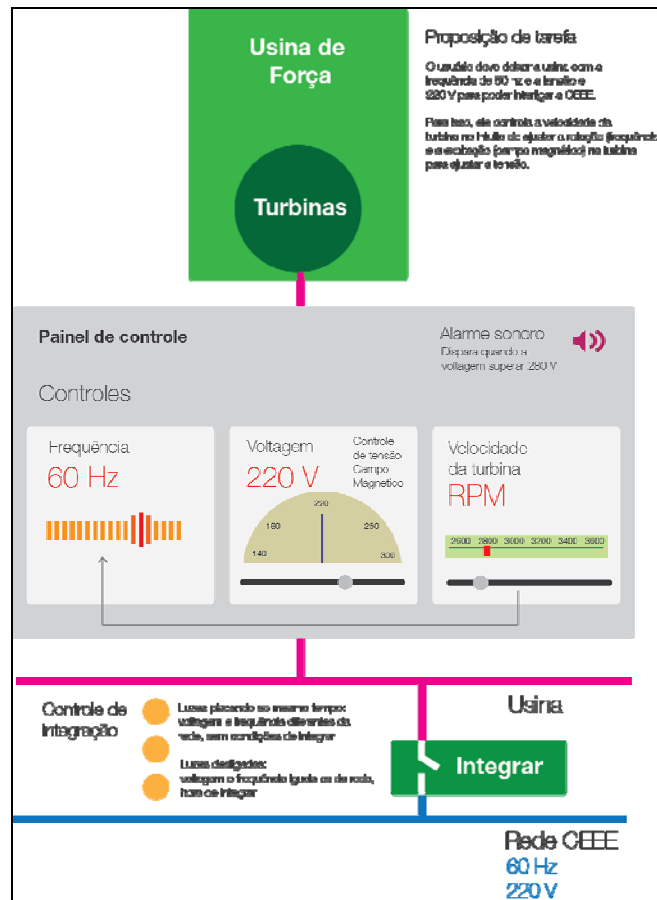 Usina de
Força
Turbinas
Proposição de tarefa
O usuário deve deixar a usina com a
frequência de 60 hz e a tensão e
220 V para poder interligar a CEEE.
Para isso, ele controla a velocidade da
turbina no intuito de ajustar a rotação (frequência
e a excitação (campo magnético) na turbina
para ajustar a tensão.
Painel de controle
Alarme sonoro
Dispara quando a
voltagem superar 280 V
Controles
Frequência
60 Hz
Voltagem
220 V
Controle
de tensão
Campo
Magnetico
220
180
260
140
300
Velocidade
da turbina
RPM
2600 2800 3000 3200 3400 3600
Controle de
integração
Luzes piscando ao mesmo tempo:
voltagem e frequência diferentes da
rede, sem condições de integrar
Luzes desligadas:
voltagem e frequência iguais as da rede,
hora de integrar
Usina
Integrar
Rede CEEE
60 Hz
220 V